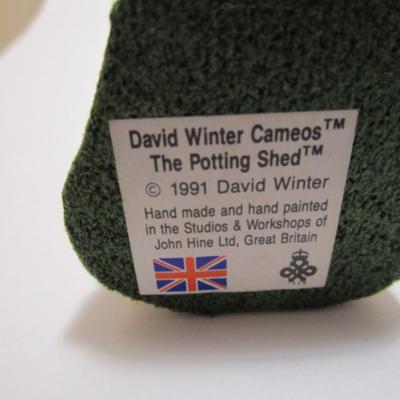 David Winter Cameos™
The Potting Shed™
© 1991 David Winter
Hand made and hand painted
in the Studios & Workshops of
John Hine Ltd, Great Britain